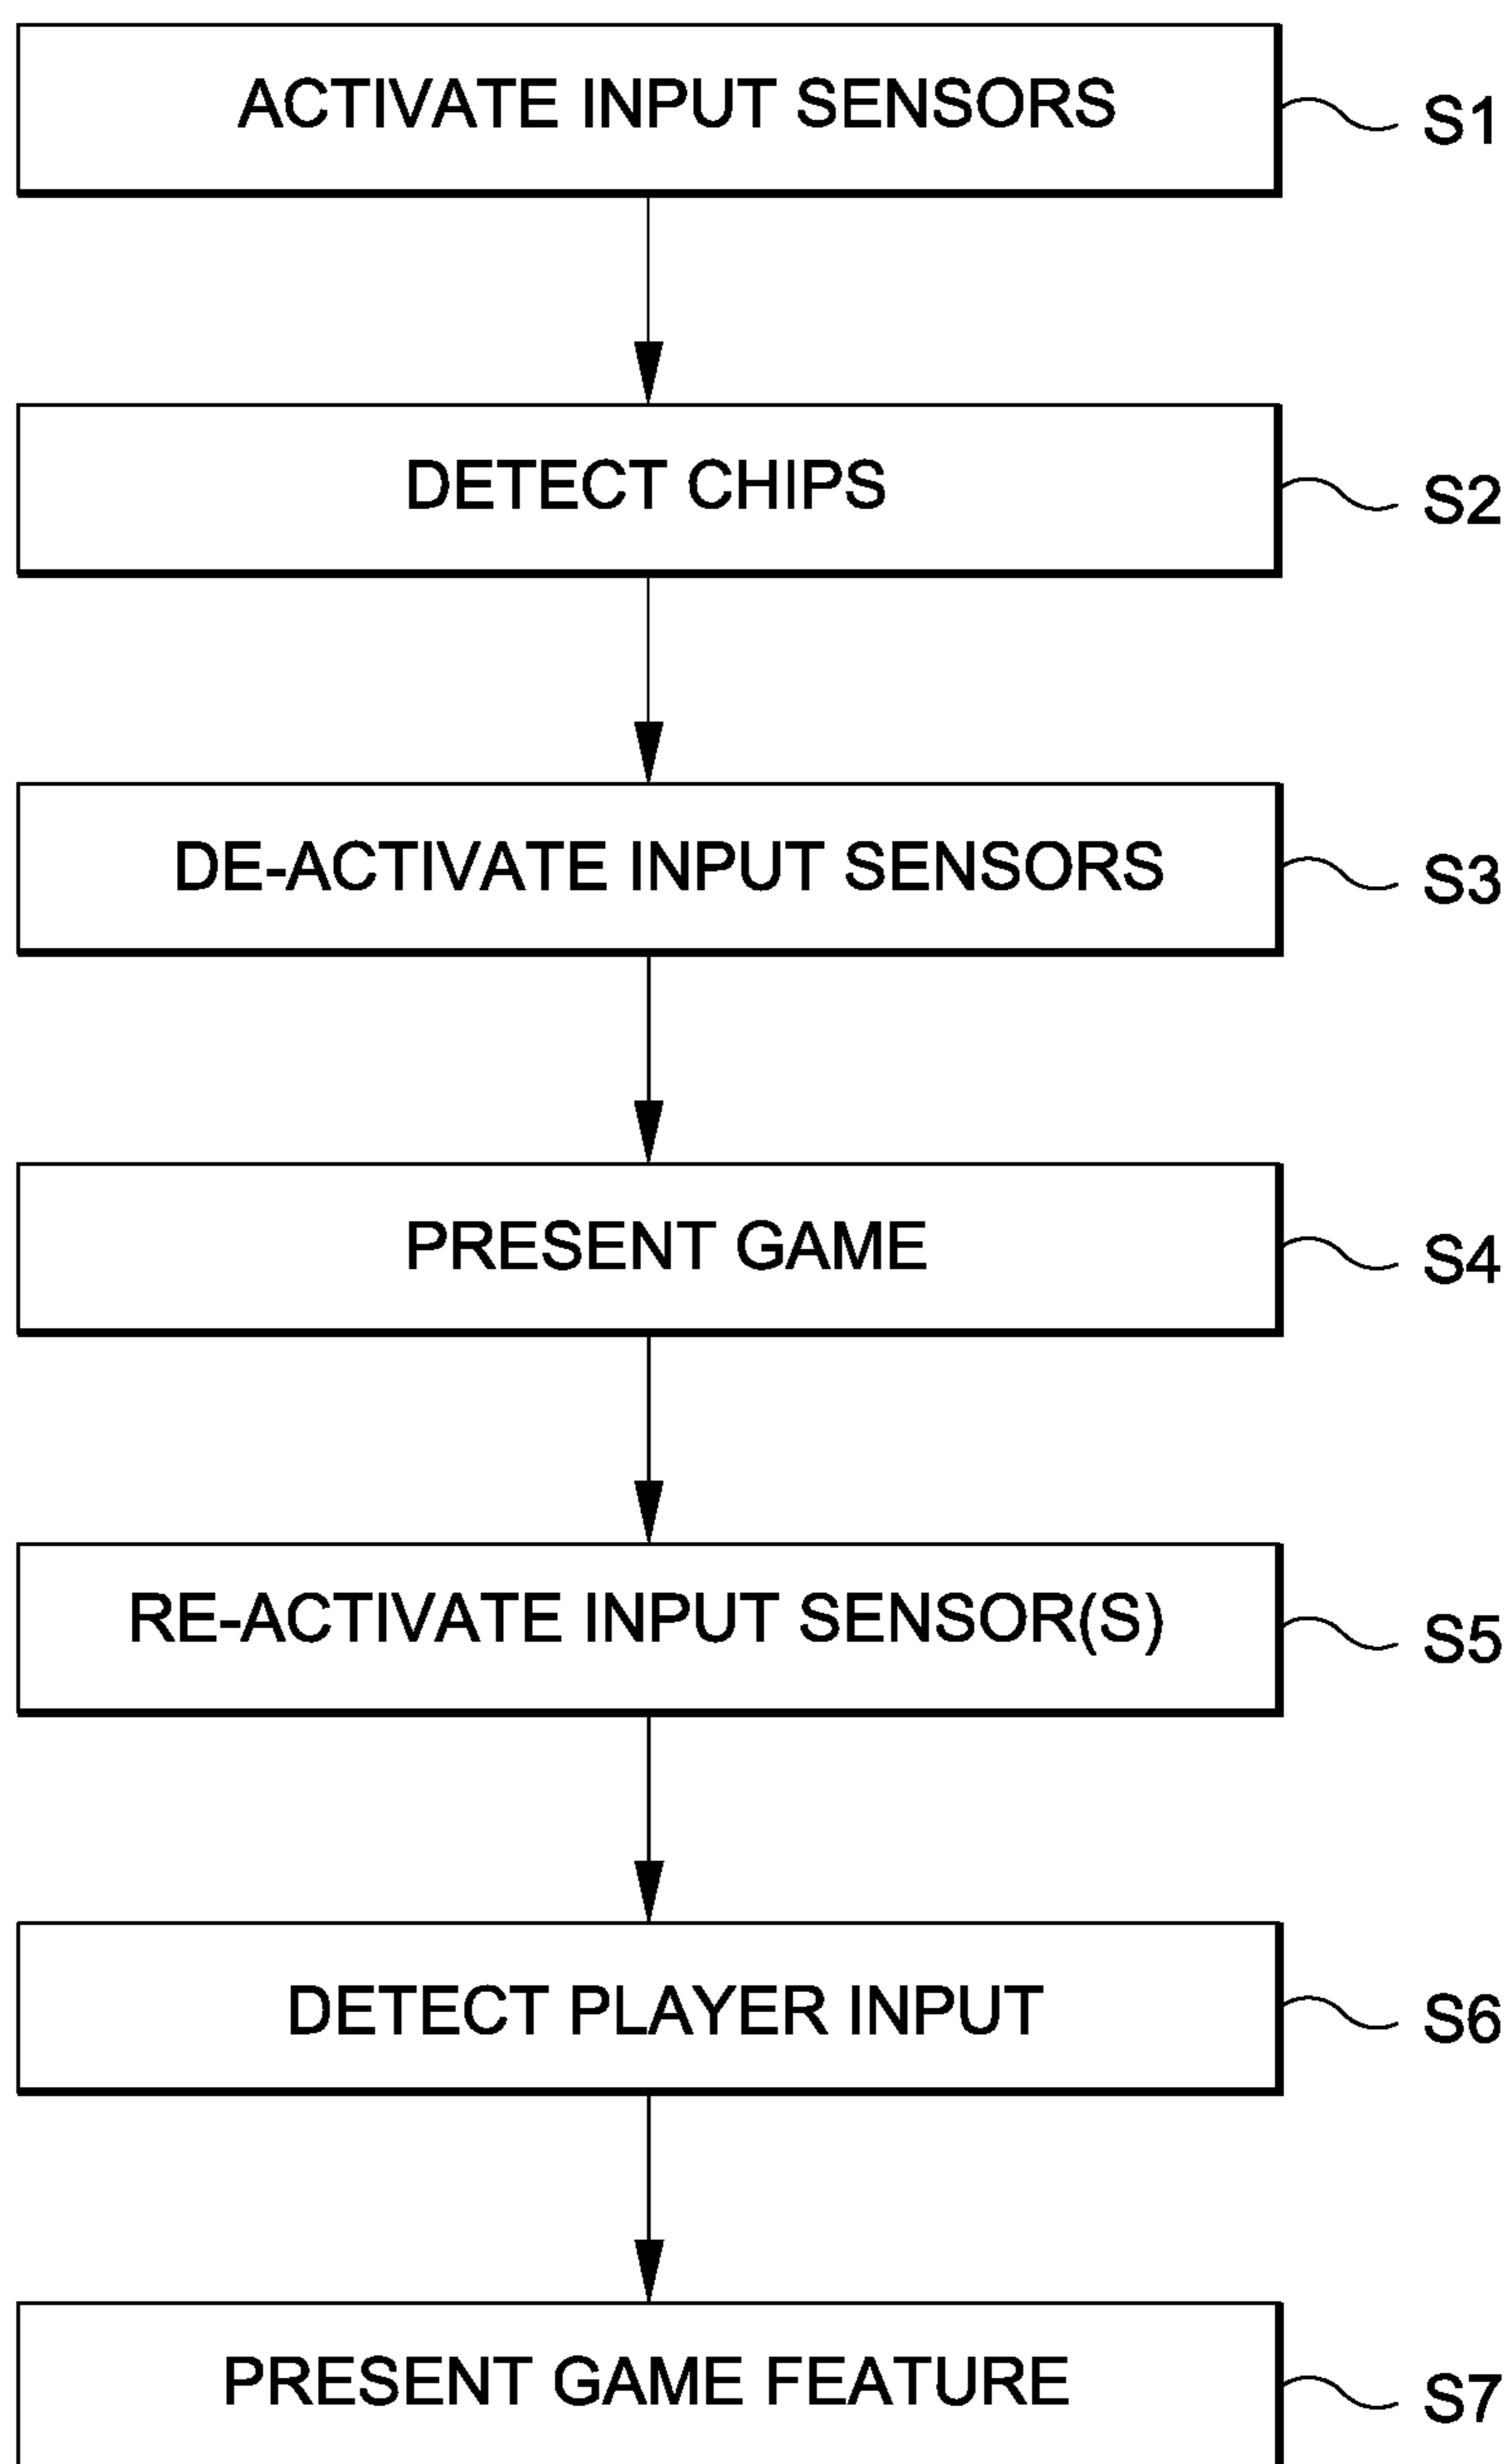 ACTIVATE INPUT SENSORS S1
DETECT CHIPS S2
DE-ACTIVATE INPUT SENSORS S3
PRESENT GAME S4
RE-ACTIVATE INPUT SENSOR(S) S5
DETECT PLAYER INPUT S6
PRESENT GAME FEATURE S7